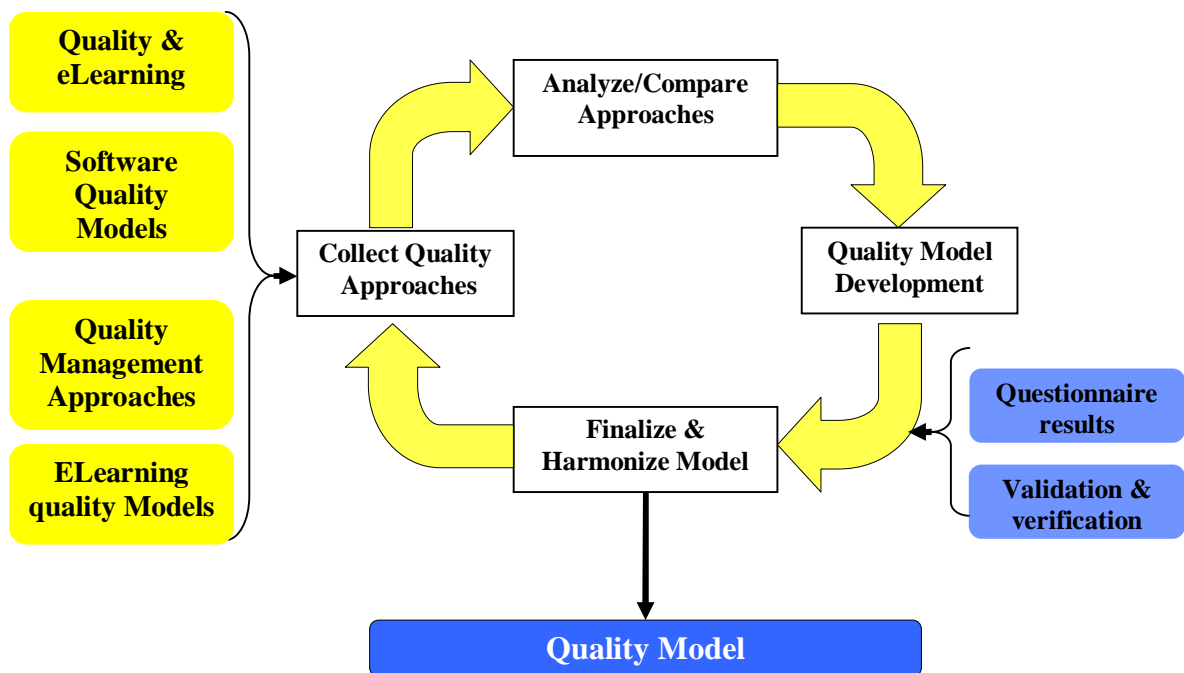 Quality &
eLearning
Software
Quality
Models
Quality
Management
Approaches
ELearning
quality Models
Analyze/Compare
Approaches
Collect Quality
Approaches
Quality Model
Development
Finalize &
Harmonize Model
Questionnaire
results
Validation &
verification
Quality Model